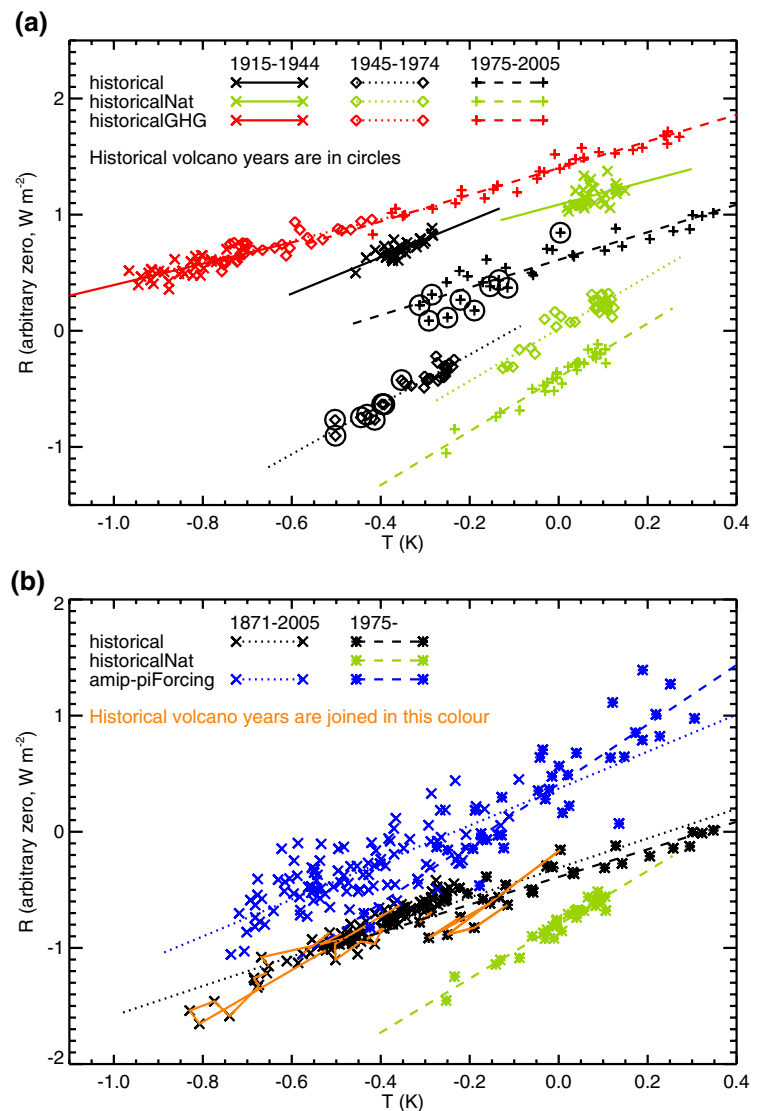 (a)
1915-1944 1945-1974 1975-2005
historical
historicalNat
historicalGHG
Historical volcano years are in circles
2
1
0
-1
R (arbitrary zero, W m-2)
-1.0 -0.8 -0.6 -0.4 -0.2 0.0 0.2 0.4
T (K)
(b)
2
1871-2005 1975-
historical
historicalNat
amip-piForcing
Historical volcano years are joined in this colour
1
0
-1
-2
R (arbitrary zero, W m-2)
-1.0 -0.8 -0.6 -0.4 -0.2 0.0 0.2 0.4
T (K)